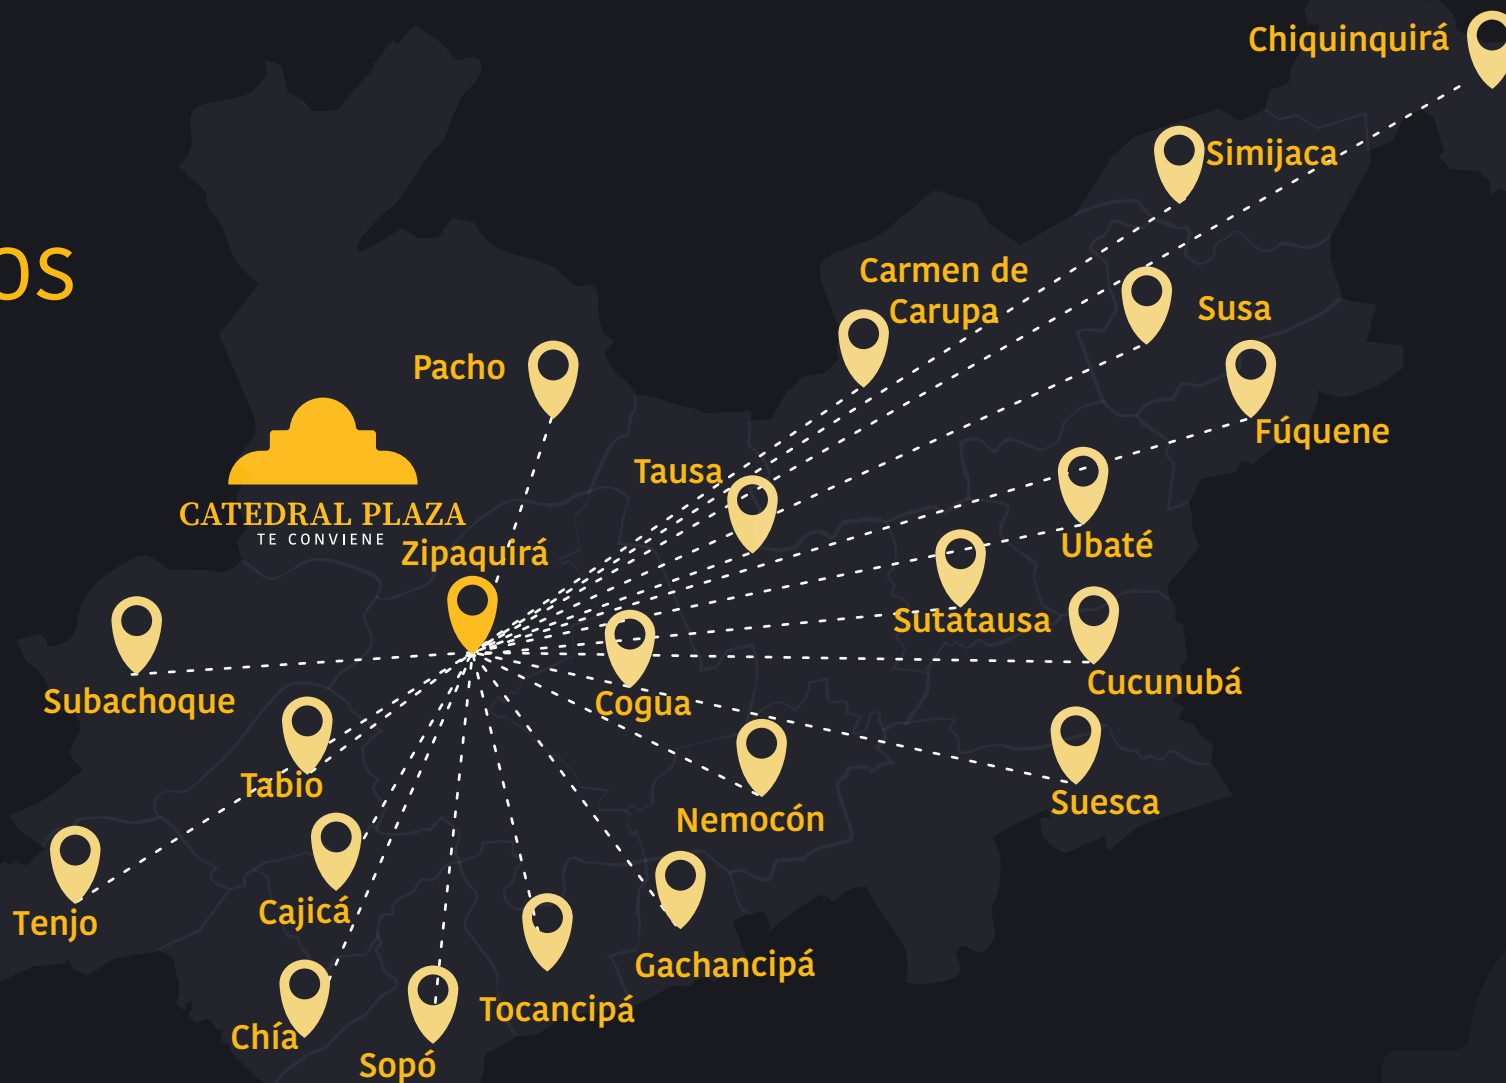 Chiquinquirá
Simijaca
os
Carmen de
Carupa
Susa
Pacho
Fúquene
Tausa
CATEDRAL PLAZA
TE CONVIENE
Zipaquirá
Ubaté
Sutatausa
Cucunubá
Subachoque
Cogua
Tabio
Nemocón
Suesca
Cajicá
Tenjo
Gachancipá
Tocancipá
Chía
Sopó